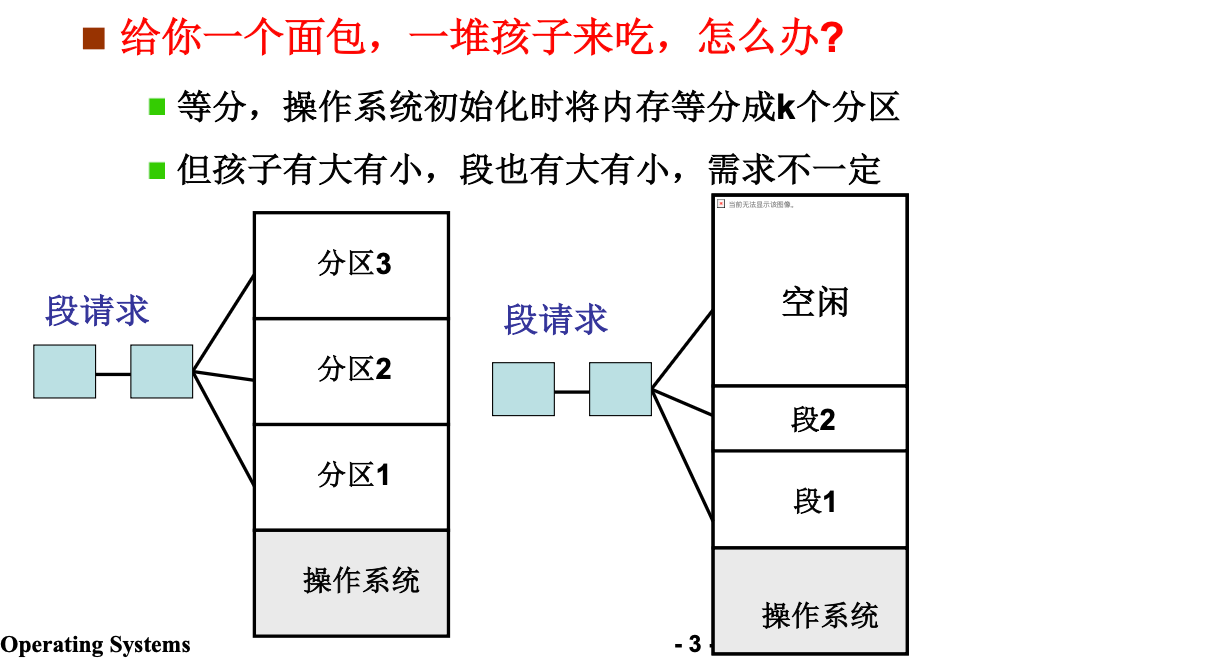 给你一个面包，一堆孩子来吃，怎么办?
等分，操作系统初始化时将内存等分成k个分区
但孩子有大有小，段也有大有小，需求不一定
段请求
分区3
分区2
分区1
操作系统
段请求
当前无法显示该图像。
空闲
段2
段1
操作系统
Operating Systems
- 3 -